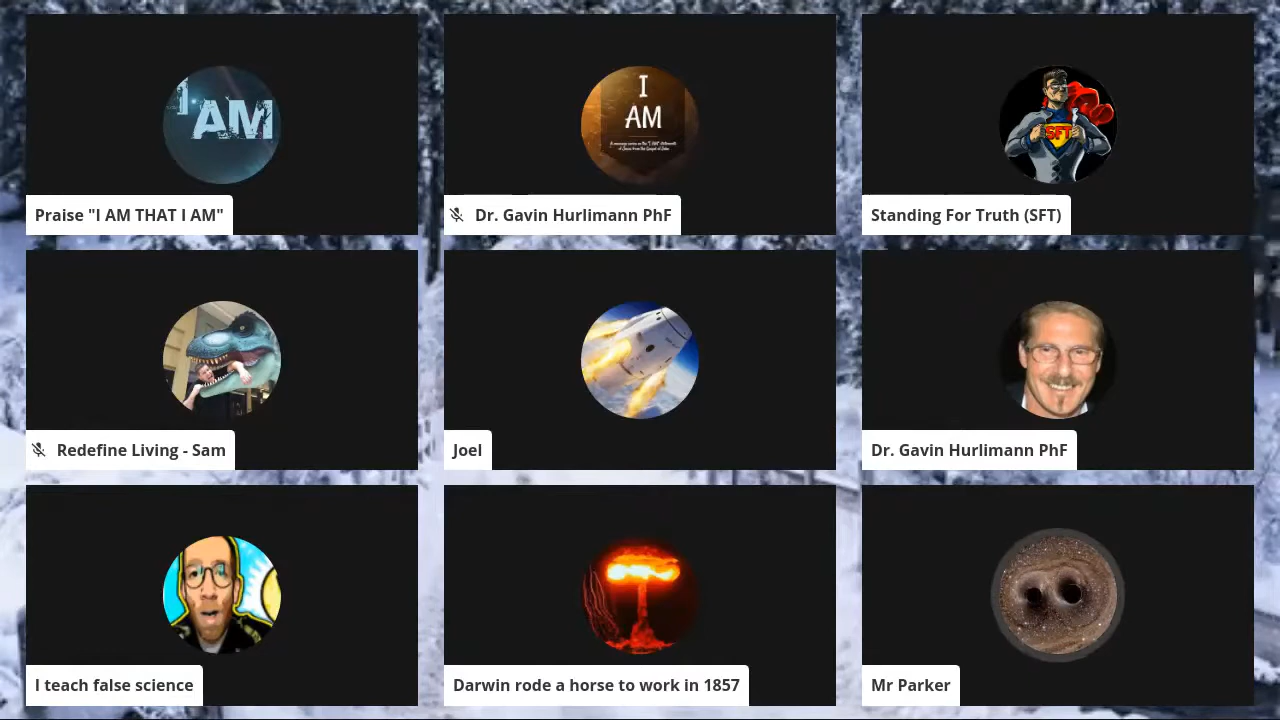 I
AM
Praise "I AM THAT I AM"
I
AM
Dr. Gavin Hurlimann PhF
SFT
Standing For Truth (SFT)
Redefine Living - Sam
Joel
Dr. Gavin Hurlimann PhF
I teach false science
Darwin rode a horse to work in 1857
Mr Parker